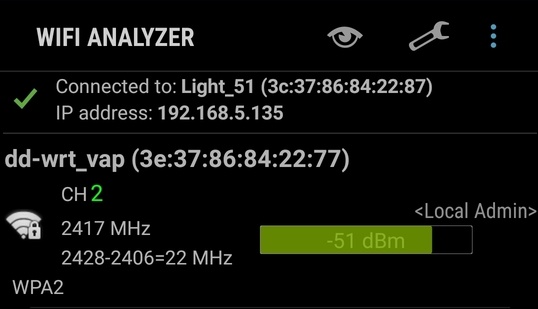 WIFI ANALYZER
Connected to: Light_51 (3c:37:86:84:22:87)
IP address: 192.168.5.135
dd-wrt_vap (3e:37:86:84:22:77)
CH 2
<Local Admin>
2417 MHz
-51 dBm
2428-2406=22 MHz
WPA2